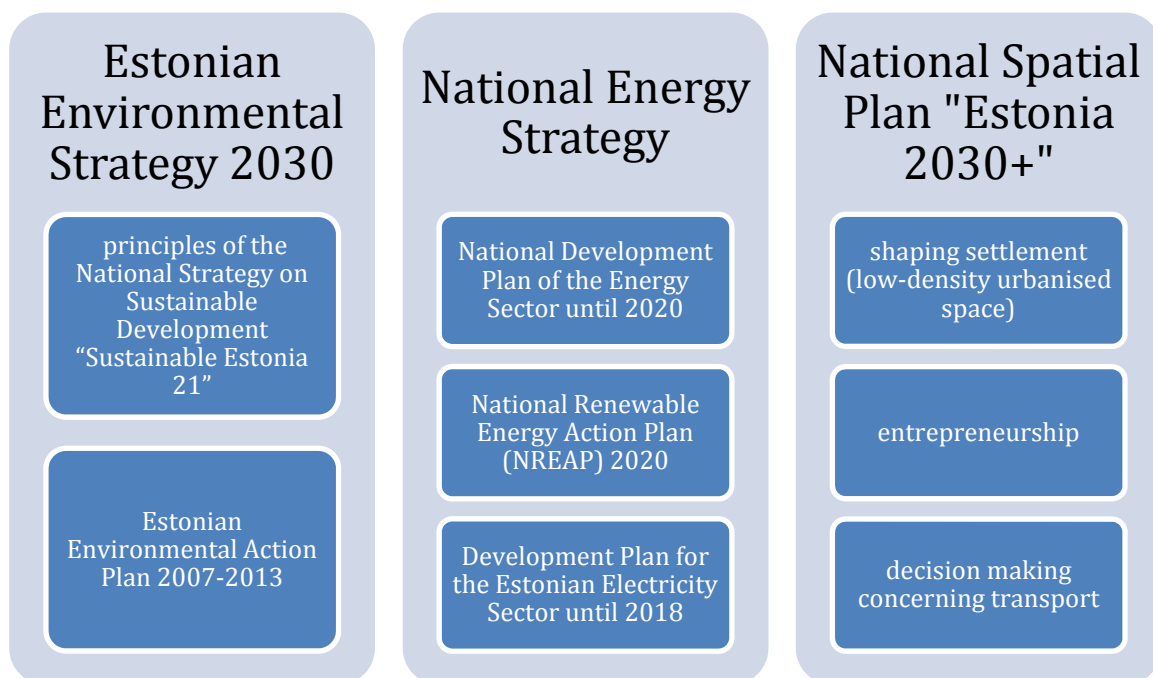 Estonian
Environmental
Strategy 2030
principles of the
National Strategy on
Sustainable
Development
“Sustainable Estonia
21”
Estonian
Environmental Action
Plan 2007-2013
National Energy
Strategy
National Development
Plan of the Energy
Sector until 2020
National Renewable
Energy Action Plan
(NREAP) 2020
Development Plan for
the Estonian Electricity
Sector until 2018
National Spatial
Plan "Estonia
2030+"
shaping settlement
(low-density urbanised
space)
entrepreneurship
decision making
concerning transport